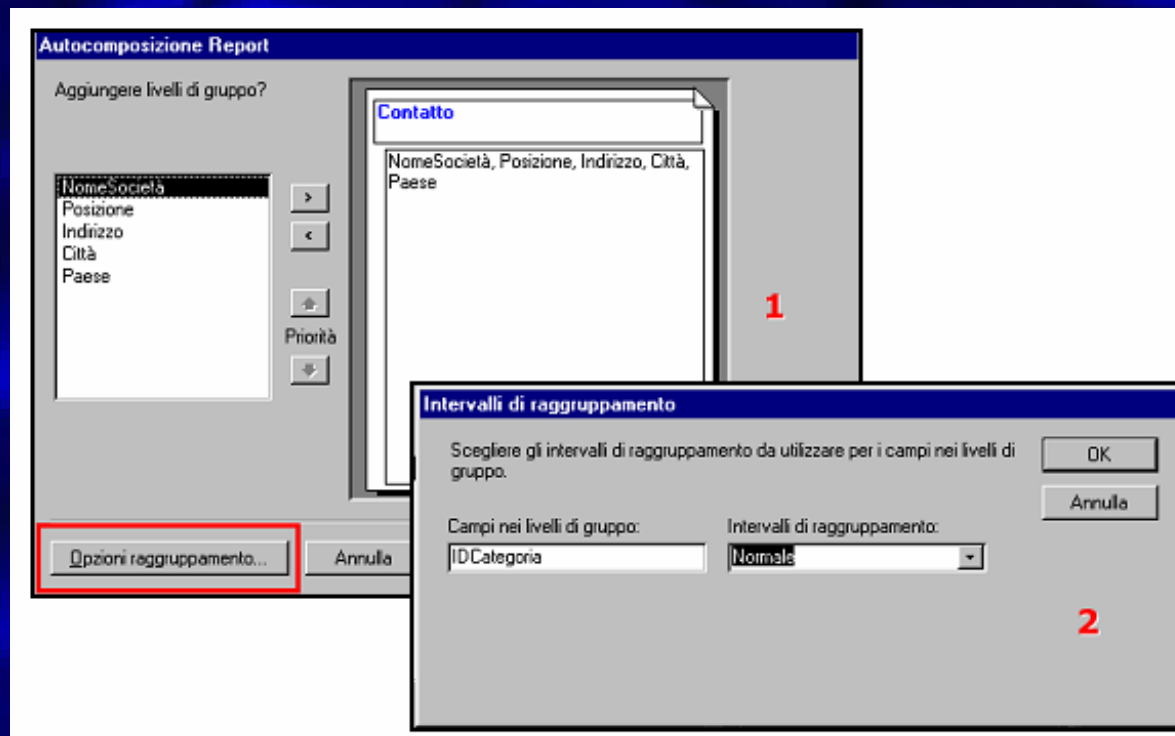 Autocomposizione Report
Aggiungere livelli di gruppo?
Contatto
NomeSocietà, Posizione, Indirizzo, Città,
Paese
NomeSocietà
Posizione
Indirizzo
Città
Paese
>
<
Priorità
1
Opzioni raggruppamento...
Annulla
Intervalli di raggruppamento
Scegliere gli intervalli di raggruppamento da utilizzare per i campi nei livelli di
gruppo.
OK
Annulla
Campi nei livelli di gruppo:
Intervalli di raggruppamento:
IDCategoria
Normale
2